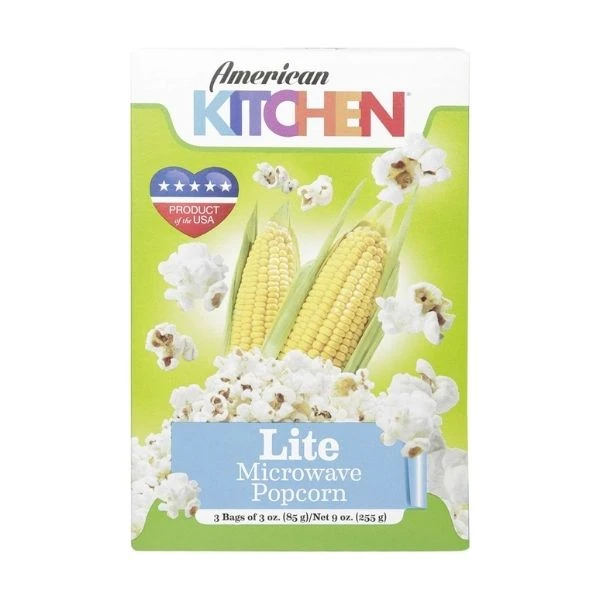 American
KITCHEN
PRODUCT
of the USA
Lite
Microwave
Popcorn
3 Bags of 3 oz. (85 g)/Net 9 oz. (255 g)